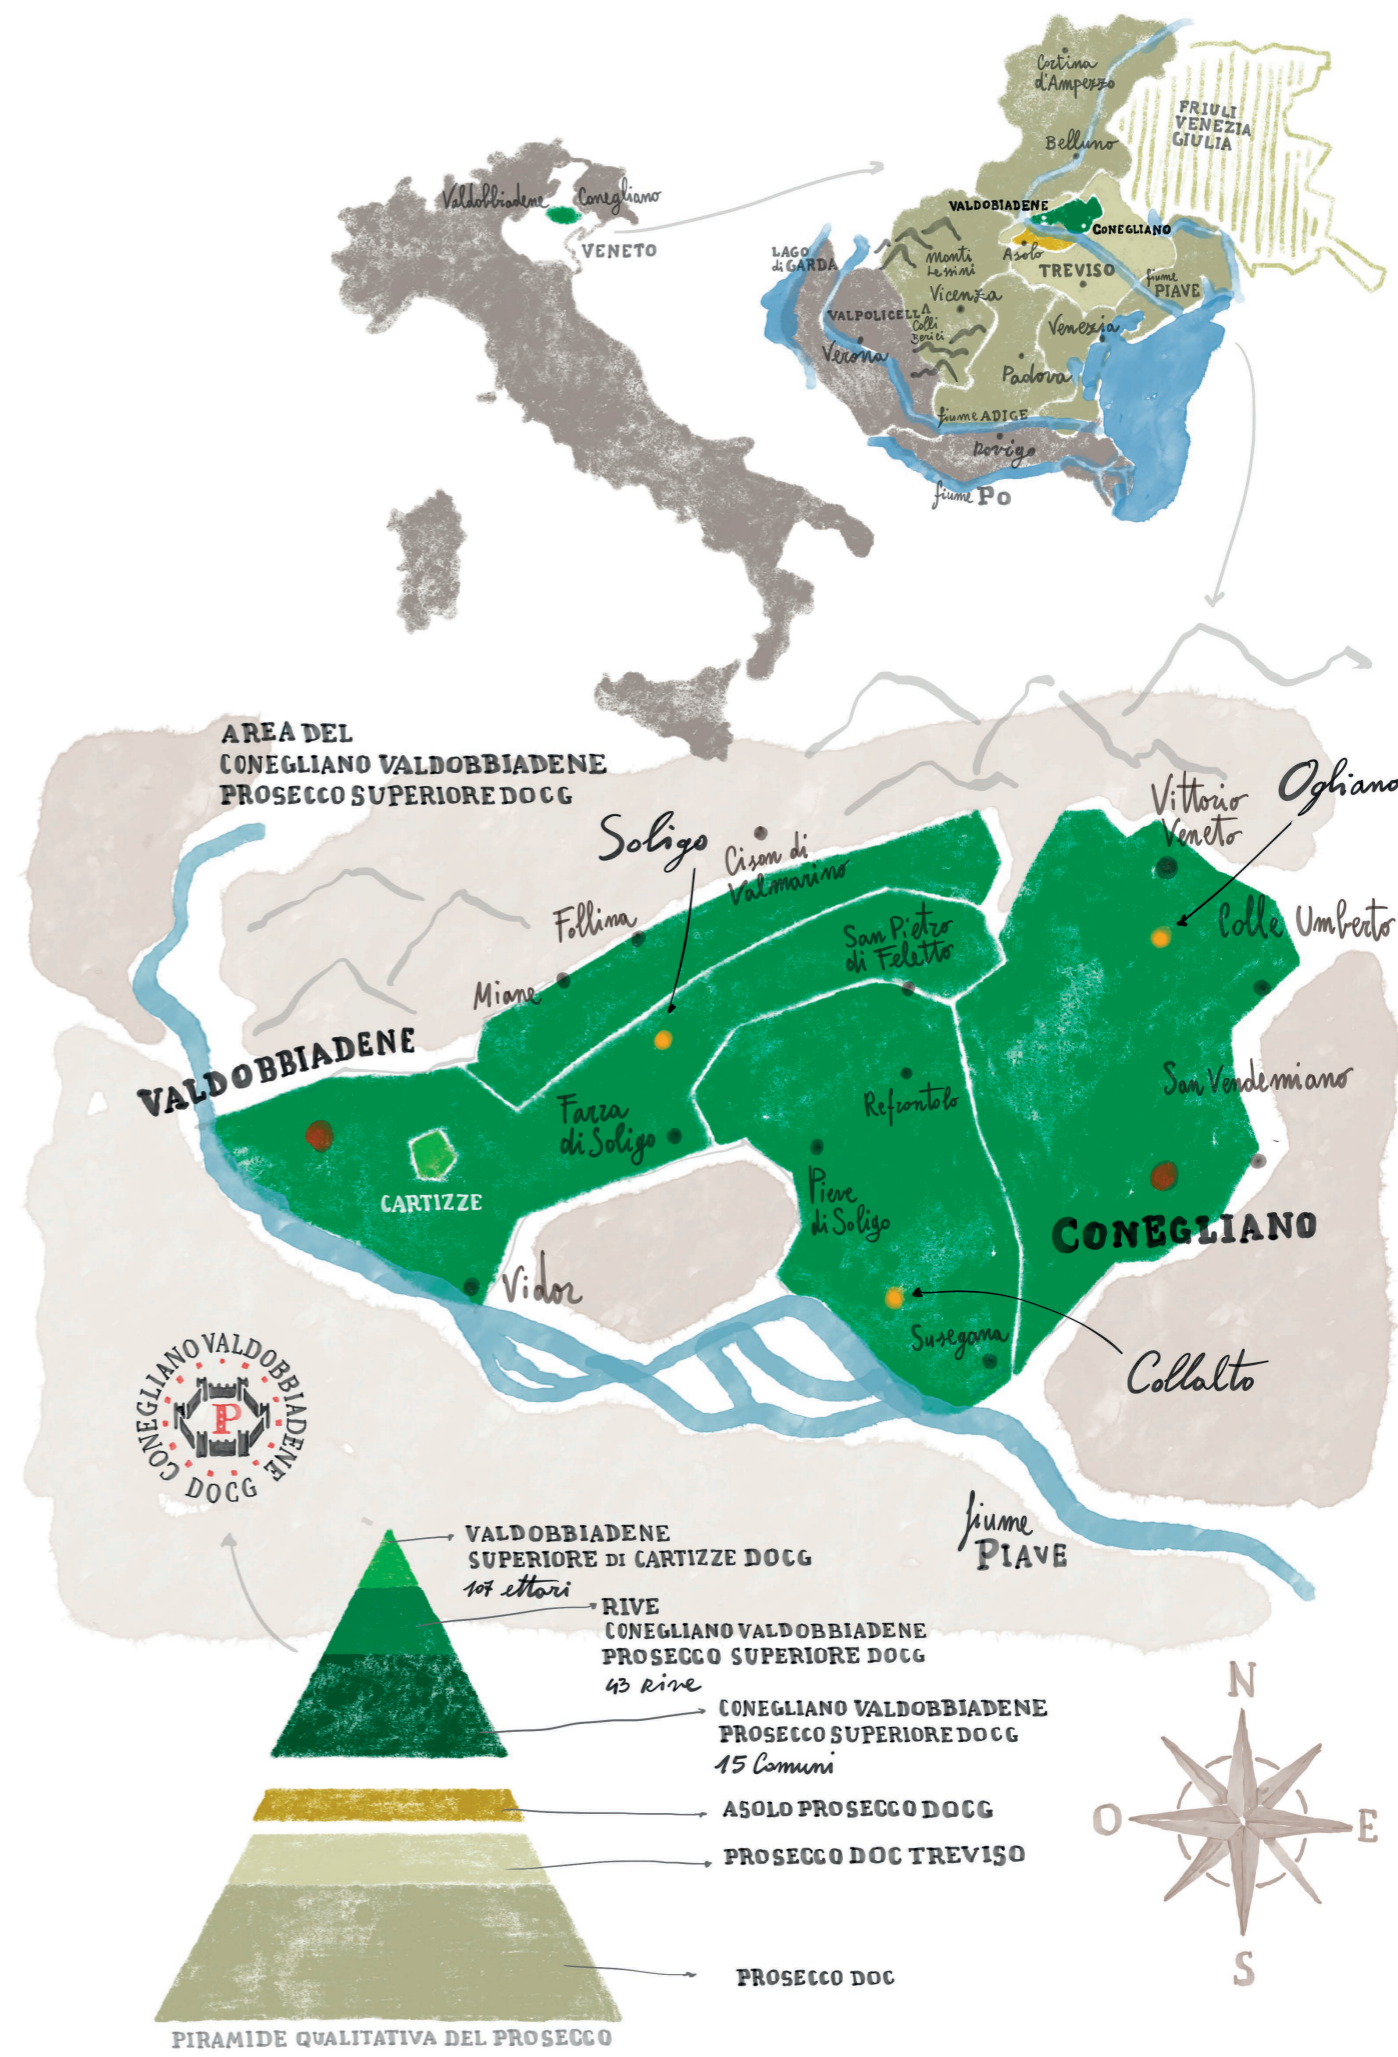 Cortina
d'Ampezzo
FRIULI
VENEZIA
GIULIA
Belluno
Valdobbiadene
Conegliano
VENETO
VALDOBIADENE
CONEGLIANO
LAGO
di GARDA
Monti
Lessini
Asolo
TREVISO
fiume
PIAVE
Vicenza
VALPOLICELLA
Colli
Berici
Venezia
Verona
Padova
fiume ADIGE
Rovigo
fiume PO
AREA DEL
CONEGLIANO VALDOBBIADENE
PROSECCO SUPERIORE DOCG
Vittorio
Veneto
Ogliano
Soligo
Cison di
Valmarino
Follina
San Pietro
di Feletto
Colle Umberto
Miane
VALDOBBIADENE
San Vendemiano
Refrontolo
Farra
di Soligo
CARTIZZE
Pieve
di Soligo
CONEGLIANO
Vidor
Susegana
Collalto
CONEGLIANO VALDOBBIADENE
P
DOCG
fiume
PIAVE
VALDOBBIADENE
SUPERIORE DI CARTIZZE DOCG
107 ettari
RIVE
CONEGLIANO VALDOBBIADENE
PROSECCO SUPERIORE DOCG
43 rive
CONEGLIANO VALDOBBIADENE
PROSECCO SUPERIORE DOCG
15 Comuni
ASOLO PROSECCO DOCG
PROSECCO DOC TREVISO
PROSECCO DOC
PIRAMIDE QUALITATIVA DEL PROSECCO
N
O
E
S